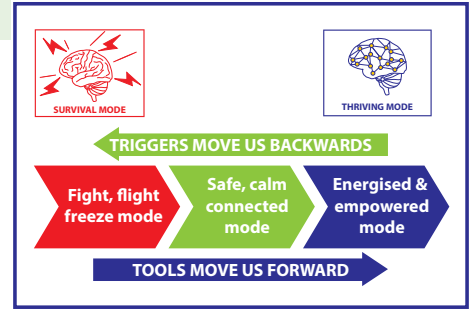 SURVIVAL MODE
THRIVING MODE
TRIGGERS MOVE US BACKWARDS
Fight, flight
freeze mode
Safe, calm
connected
mode
Energised &
empowered
mode
TOOLS MOVE US FORWARD